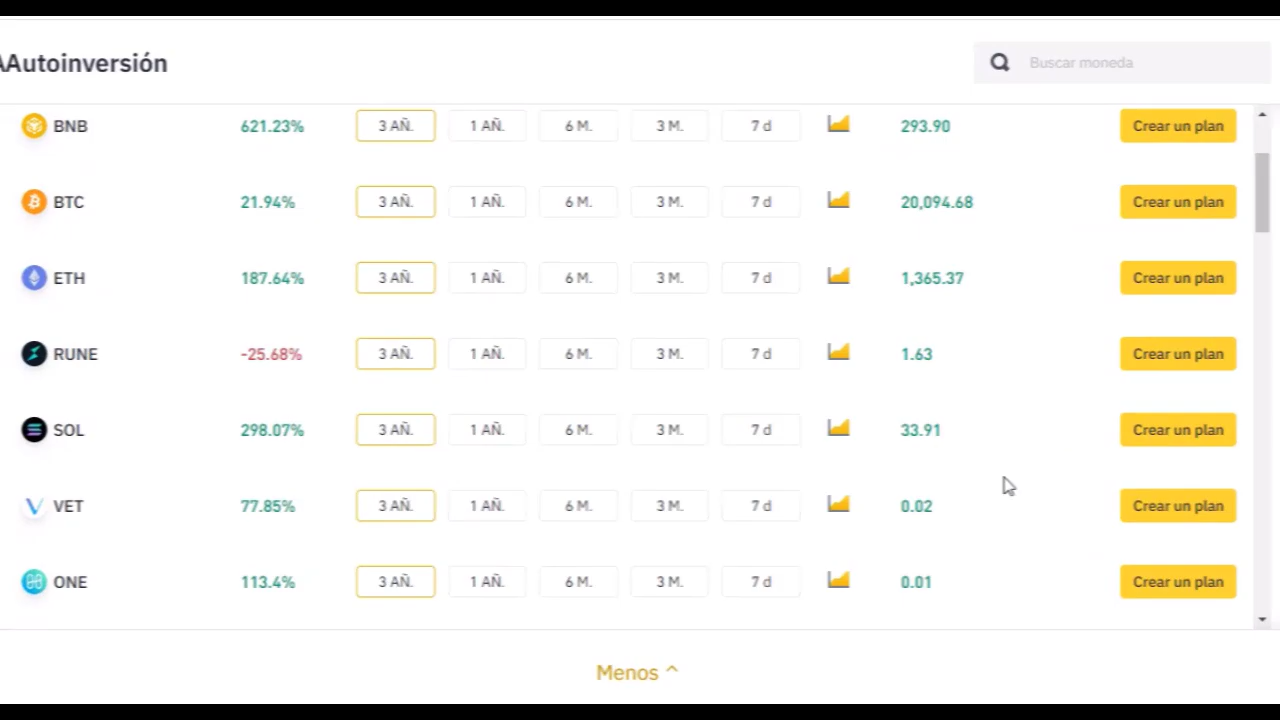 AAutoinversión
Buscar moneda
BNB 621.23% 3 AÑ. 1 AÑ. 6 M. 3 M. 7 d 293.90 Crear un plan
BTC 21.94% 3 AÑ. 1 AÑ. 6 M. 3 M. 7 d 20,094.68 Crear un plan
ETH 187.64% 3 AÑ. 1 AÑ. 6 M. 3 M. 7 d 1,365.37 Crear un plan
RUNE -25.68% 3 AÑ. 1 AÑ. 6 M. 3 M. 7 d 1.63 Crear un plan
SOL 298.07% 3 AÑ. 1 AÑ. 6 M. 3 M. 7 d 33.91 Crear un plan
VET 77.85% 3 AÑ. 1 AÑ. 6 M. 3 M. 7 d 0.02 Crear un plan
ONE 113.4% 3 AÑ. 1 AÑ. 6 M. 3 M. 7 d 0.01 Crear un plan
Menos ^